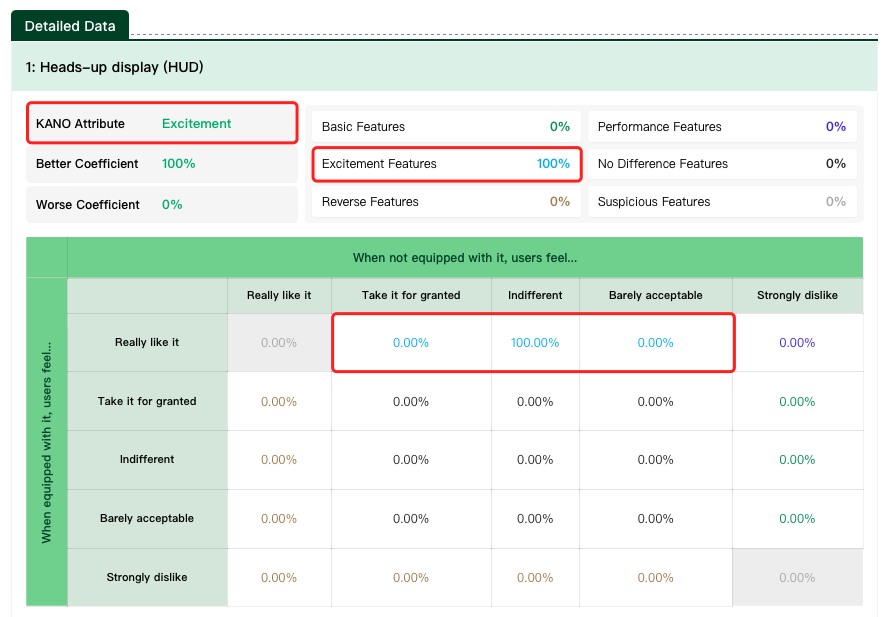 Detailed Data
1: Heads-up display (HUD)
KANO Attribute Excitement
Better Coefficient 100%
Worse Coefficient 0%
Basic Features 0% Performance Features 0%
Excitement Features 100% No Difference Features 0%
Reverse Features 0% Suspicious Features 0%
When not equipped with it, users feel...
When equipped with it, users feel...
Really like it Take it for granted Indifferent Barely acceptable Strongly dislike
Really like it 0.00% 0.00% 100.00% 0.00% 0.00%
Take it for granted 0.00% 0.00% 0.00% 0.00% 0.00%
Indifferent 0.00% 0.00% 0.00% 0.00% 0.00%
Barely acceptable 0.00% 0.00% 0.00% 0.00% 0.00%
Strongly dislike 0.00% 0.00% 0.00% 0.00% 0.00%